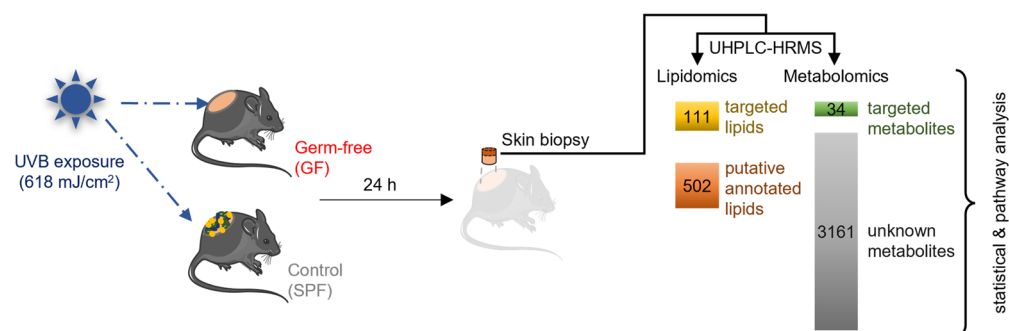 UVB exposure
(618 mJ/cm²)
Germ-free
(GF)
Control
(SPF)
24 h
Skin biopsy
UHPLC-HRMS
Lipidomics
Metabolomics
111
targeted
lipids
502
putative
annotated
lipids
34
targeted
metabolites
3161
unknown
metabolites
statistical & pathway analysis